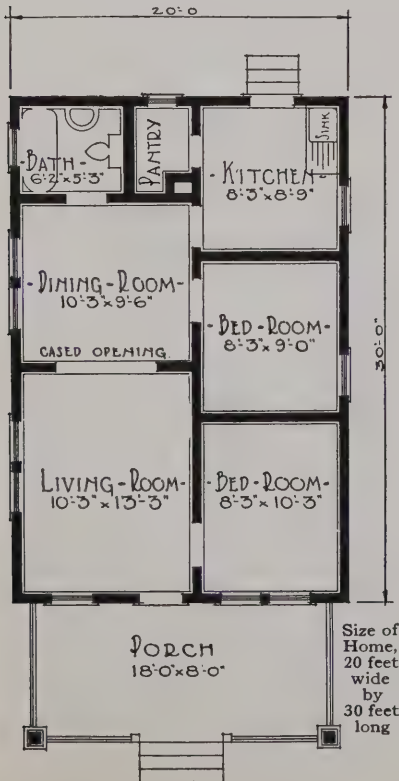 20'-0
SINK
-BATH-
6'-2"x5'-3"
PANTRY
-KITCHEN-
8'-3"x8'-9"
-DINING-ROOM-
10'-3"x9'-6"
CASED OPENING.
-BED-ROOM-
8'-3"x9'-0"
30'-0"
LIVING-ROOM-
10'-3"x13'-3"
-BED-ROOM-
8'-3"x10'-3"
PORCH
18'-0"x8'-0"
Size of
Home,
20 feet
wide
by
30 feet
long